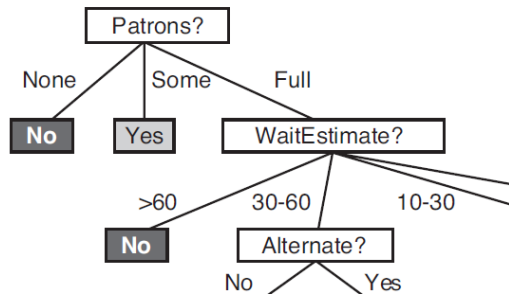 Patrons?
None Some Full
No Yes WaitEstimate?
>60 30-60 10-30
No Alternate?
No Yes